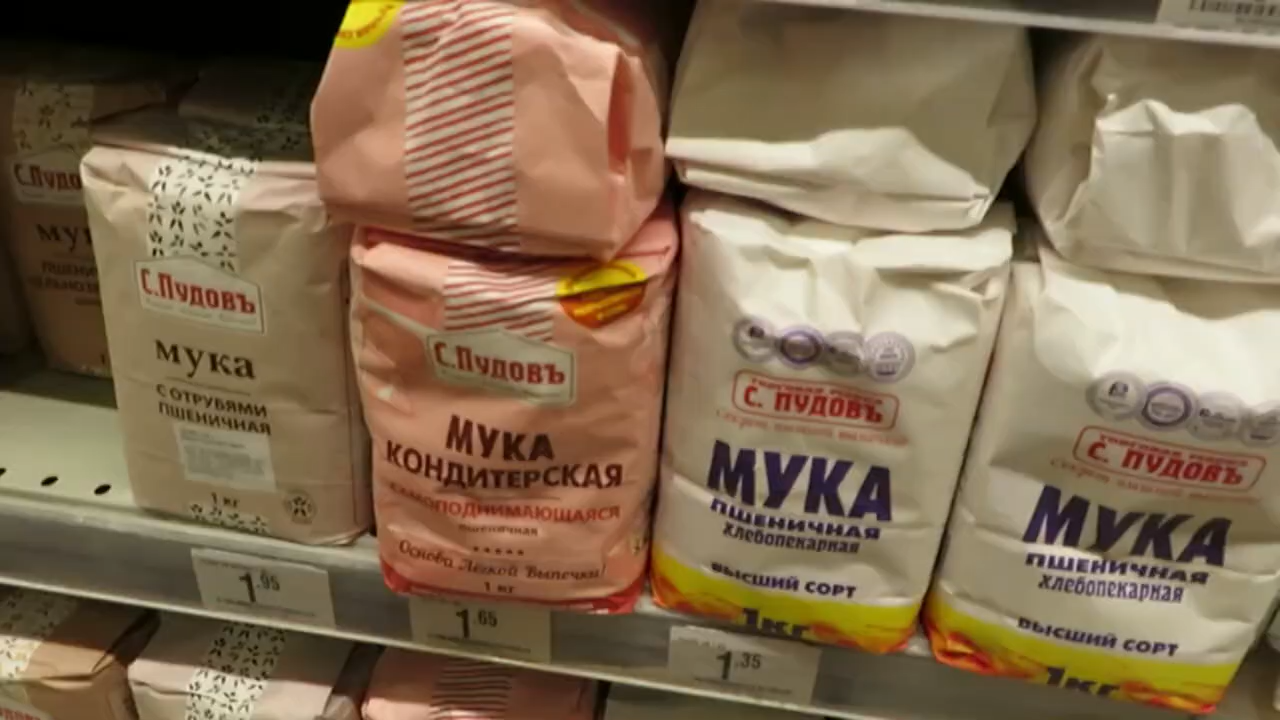 С.Пудовъ
мука
С ОТРУБЯМИ
ПШЕНИЧНАЯ
1 кг
С.Пудовъ
МУКА
КОНДИТЕРСКАЯ
САМОПОДНИМАЮЩАЯСЯ
пшеничная
Основа Легкой Выпечки!
1 кг
С. ПУДОВЪ
МУКА
ПШЕНИЧНАЯ
хлебопекарная
ВЫСШИЙ СОРТ
1кг
С. ПУДОВЪ
МУКА
ПШЕНИЧНАЯ
хлебопекарная
ВЫСШИЙ СОРТ
1кг
1.95
1.65
1.35